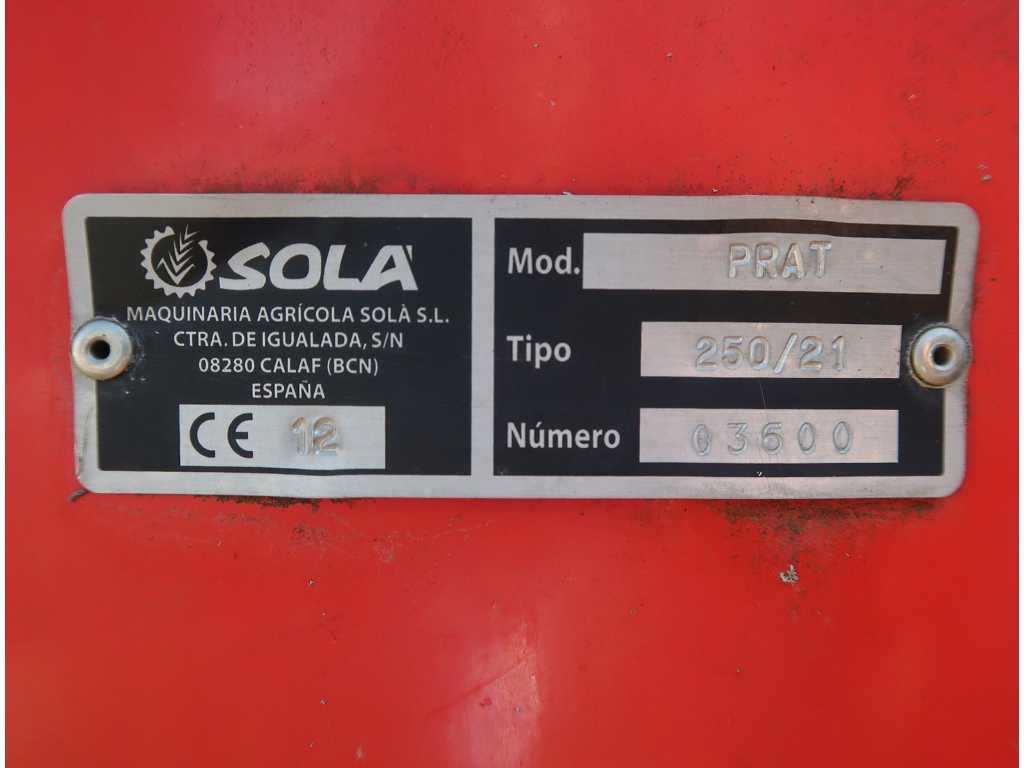 SOLÀ
MAQUINARIA AGRÍCOLA SOLÀ S.L.
CTRA. DE IGUALADA, S/N
08280 CALAF (BCN)
ESPAÑA
CE 12
Mod. PRAT
Tipo 250/21
Número 03600